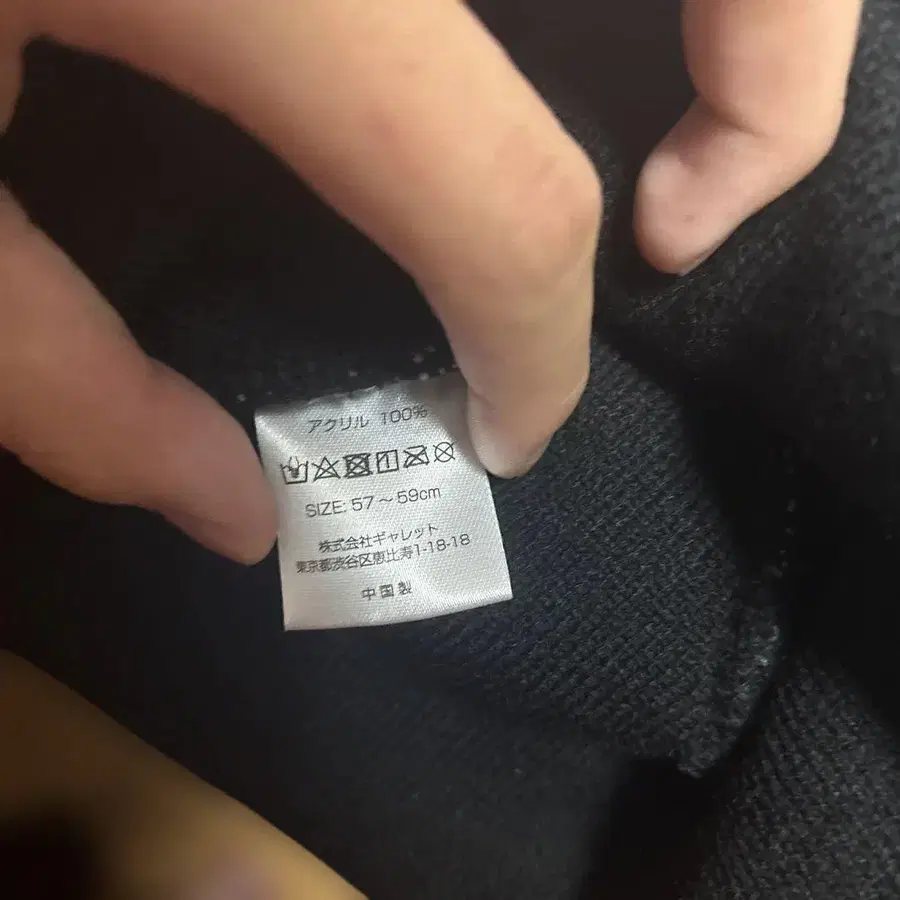 アクリル 100%
SIZE: 57～59cm
株式会社ギャレット
東京都渋谷区恵比寿1-18-18
中国製